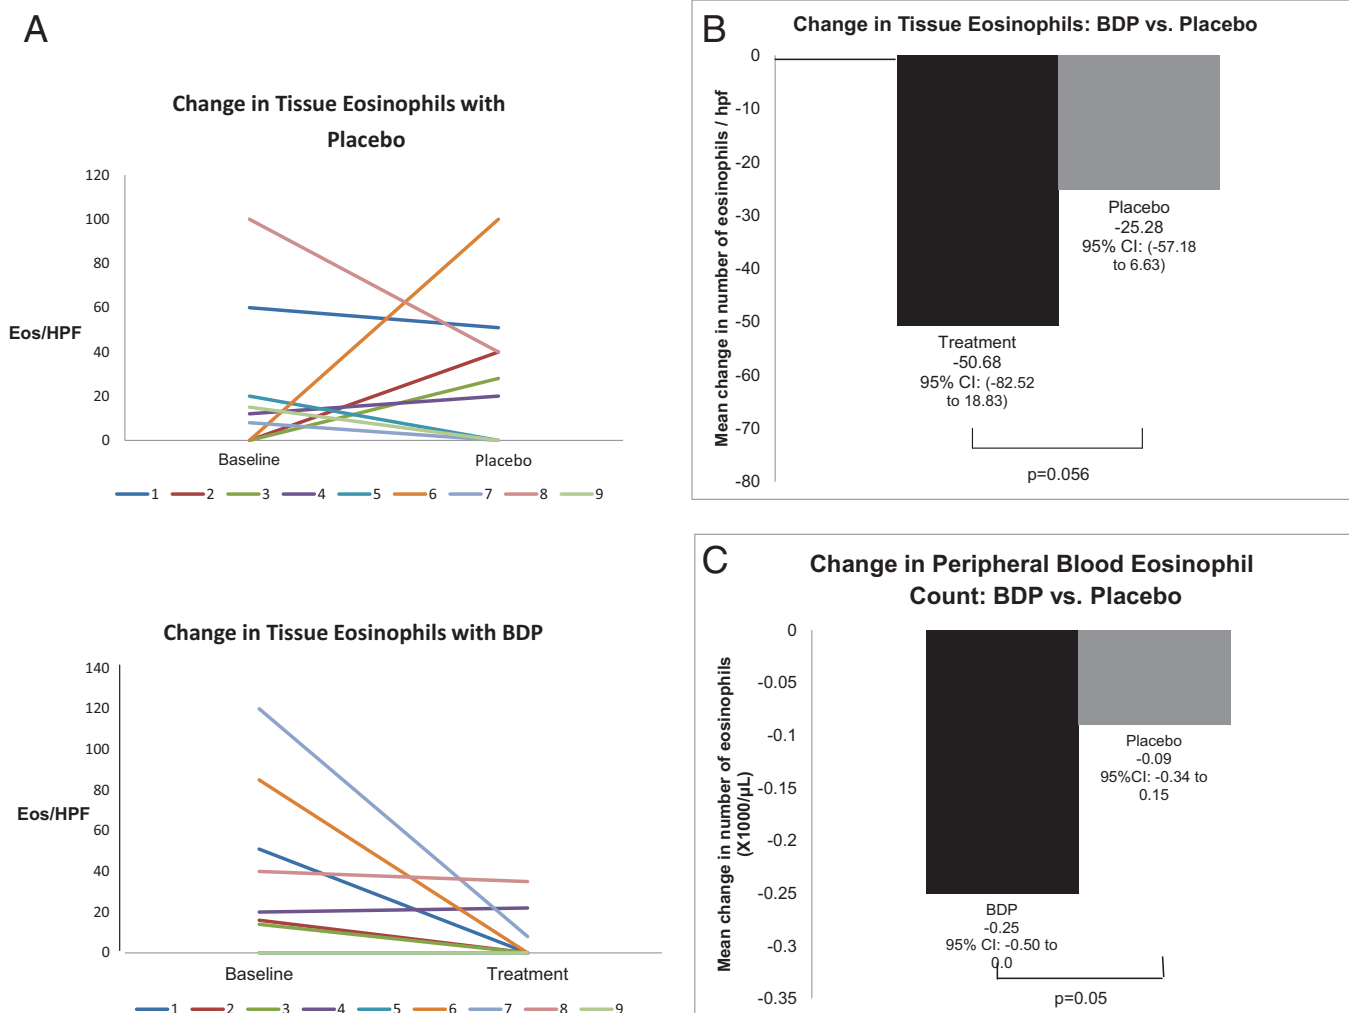 A
Change in Tissue Eosinophils with
Placebo
120
100
80
60
40
20
0
Eos/HPF
Baseline
Placebo
1 2 3 4 5 6 7 8 9
Change in Tissue Eosinophils with BDP
140
120
100
80
60
40
20
0
Eos/HPF
Baseline
Treatment
1 2 3 4 5 6 7 8 9
B
Change in Tissue Eosinophils: BDP vs. Placebo
Mean change in number of eosinophils / hpf
0
-10
-20
-30
-40
-50
-60
-70
-80
Placebo
-25.28
95% CI: (-57.18
to 6.63)
Treatment
-50.68
95% CI: (-82.52
to 18.83)
p=0.056
C
Change in Peripheral Blood Eosinophil
Count: BDP vs. Placebo
Mean change in number of eosinophils
(X1000/µL)
0
-0.05
-0.1
-0.15
-0.2
-0.25
-0.3
-0.35
Placebo
-0.09
95%CI: -0.34 to
0.15
BDP
-0.25
95% CI: -0.50 to
0.0
p=0.05